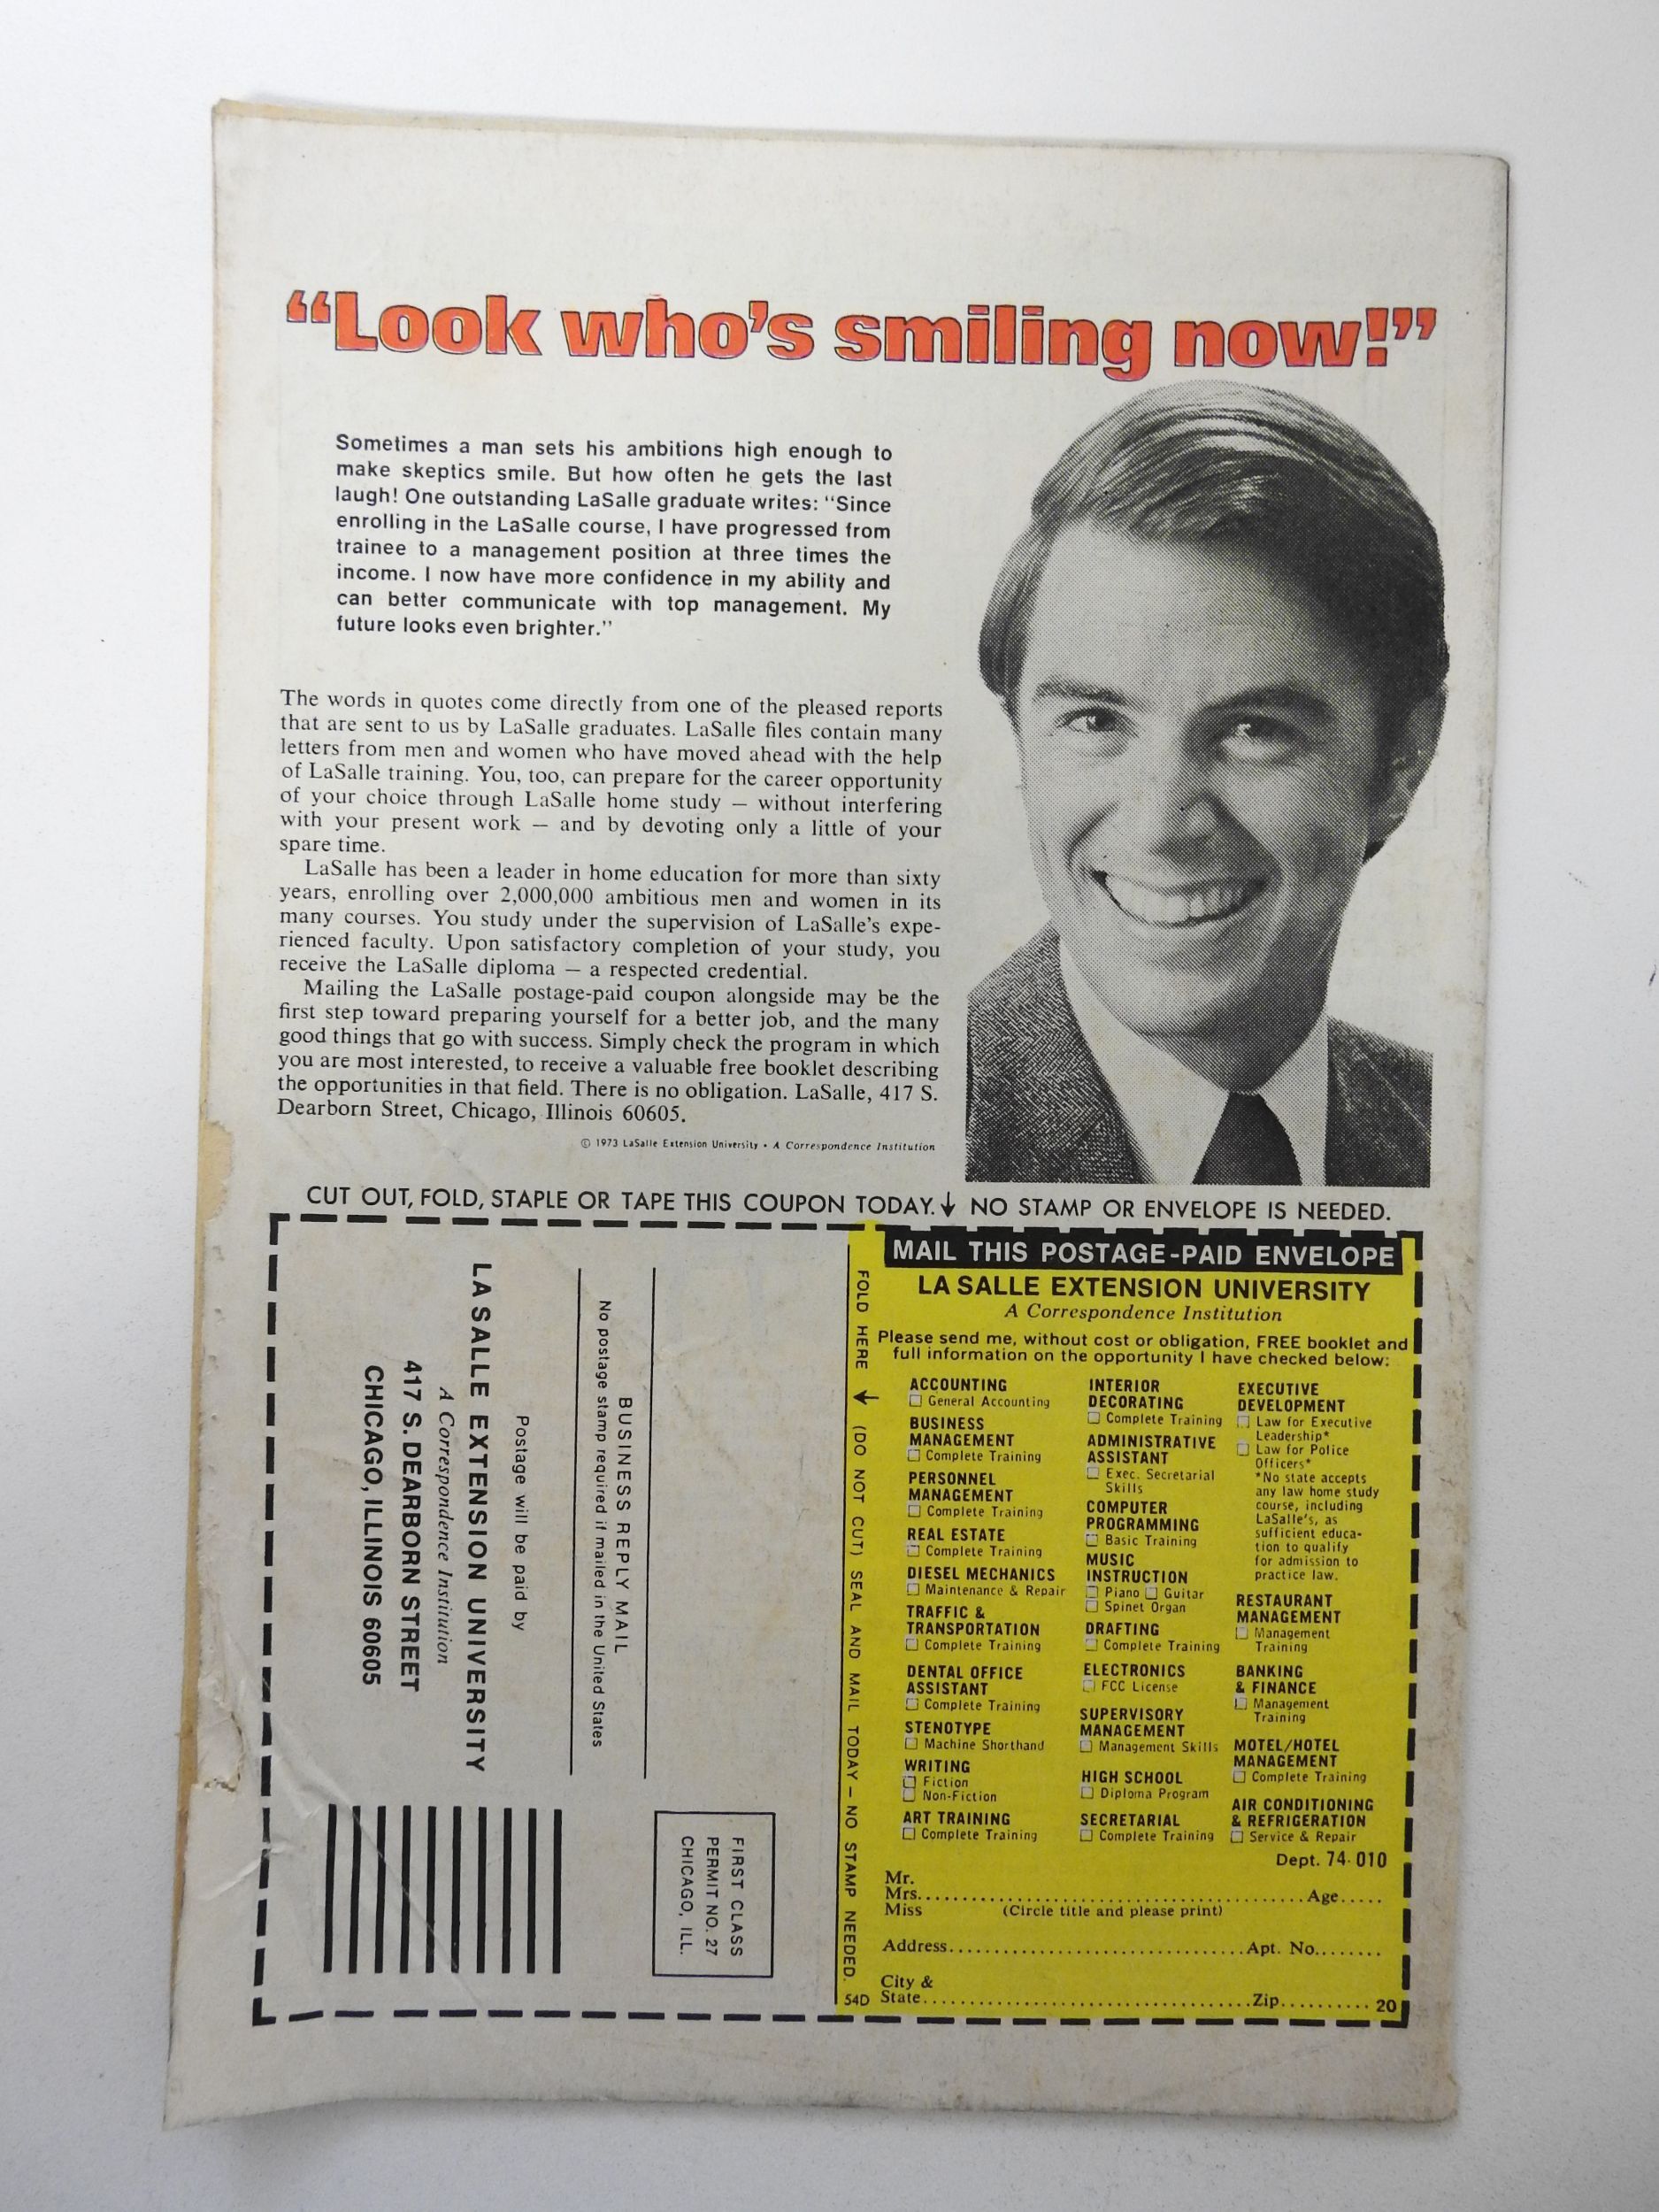 “Look who's smiling now!”
Sometimes a man sets his ambitions high enough to
make skeptics smile. But how often he gets the last
laugh! One outstanding LaSalle graduate writes: “Since
enrolling in the LaSalle course, I have progressed from
trainee to a management position at three times the
income. I now have more confidence in my ability and
can better communicate with top management. My
future looks even brighter.”
The words in quotes come directly from one of the pleased reports
that are sent to us by LaSalle graduates. LaSalle files contain many
letters from men and women who have moved ahead with the help
of LaSalle training. You, too, can prepare for the career opportunity
of your choice through LaSalle home study — without interfering
with your present work — and by devoting only a little of your
spare time.
LaSalle has been a leader in home education for more than sixty
years, enrolling over 2,000,000 ambitious men and women in its
many courses. You study under the supervision of LaSalle's expe-
rienced faculty. Upon satisfactory completion of your study, you
receive the LaSalle diploma — a respected credential.
Mailing the LaSalle postage-paid coupon alongside may be the
first step toward preparing yourself for a better job, and the many
good things that go with success. Simply check the program in which
you are most interested, to receive a valuable free booklet describing
the opportunities in that field. There is no obligation. LaSalle, 417 S.
Dearborn Street, Chicago, Illinois 60605.
© 1973 LaSalle Extension University • A Correspondence Institution
CUT OUT, FOLD, STAPLE OR TAPE THIS COUPON TODAY.↓ NO STAMP OR ENVELOPE IS NEEDED.
FIRST CLASS
PERMIT NO. 27
CHICAGO, ILL.
BUSINESS REPLY MAIL
No postage stamp required if mailed in the United States
Postage will be paid by
LA SALLE EXTENSION UNIVERSITY
A Correspondence Institution
417 S. DEARBORN STREET
CHICAGO, ILLINOIS 60605
FOLD HERE ↓ (DO NOT CUT) SEAL AND MAIL TODAY — NO STAMP NEEDED.
54D
MAIL THIS POSTAGE-PAID ENVELOPE
LA SALLE EXTENSION UNIVERSITY
A Correspondence Institution
Please send me, without cost or obligation, FREE booklet and
full information on the opportunity I have checked below:
ACCOUNTING
☐ General Accounting
BUSINESS
MANAGEMENT
☐ Complete Training
PERSONNEL
MANAGEMENT
☐ Complete Training
REAL ESTATE
☐ Complete Training
DIESEL MECHANICS
☐ Maintenance & Repair
TRAFFIC &
TRANSPORTATION
☐ Complete Training
DENTAL OFFICE
ASSISTANT
☐ Complete Training
STENOTYPE
☐ Machine Shorthand
WRITING
☐ Fiction
☐ Non-Fiction
ART TRAINING
☐ Complete Training
INTERIOR
DECORATING
☐ Complete Training
ADMINISTRATIVE
ASSISTANT
☐ Exec. Secretarial
Skills
COMPUTER
PROGRAMMING
☐ Basic Training
MUSIC
INSTRUCTION
☐ Piano ☐ Guitar
☐ Spinet Organ
DRAFTING
☐ Complete Training
ELECTRONICS
☐ FCC License
SUPERVISORY
MANAGEMENT
☐ Management Skills
HIGH SCHOOL
☐ Diploma Program
SECRETARIAL
☐ Complete Training
EXECUTIVE
DEVELOPMENT
☐ Law for Executive
Leadership*
☐ Law for Police
Officers*
*No state accepts
any law home study
course, including
LaSalle's, as
sufficient educa-
tion to qualify
for admission to
practice law.
RESTAURANT
MANAGEMENT
☐ Management
Training
BANKING
& FINANCE
☐ Management
Training
MOTEL/HOTEL
MANAGEMENT
☐ Complete Training
AIR CONDITIONING
& REFRIGERATION
☐ Service & Repair
Dept. 74-010
Mr.
Mrs..............................Age.....
Miss (Circle title and please print)
Address..............................Apt. No........
City &
State..............................Zip.......... 20